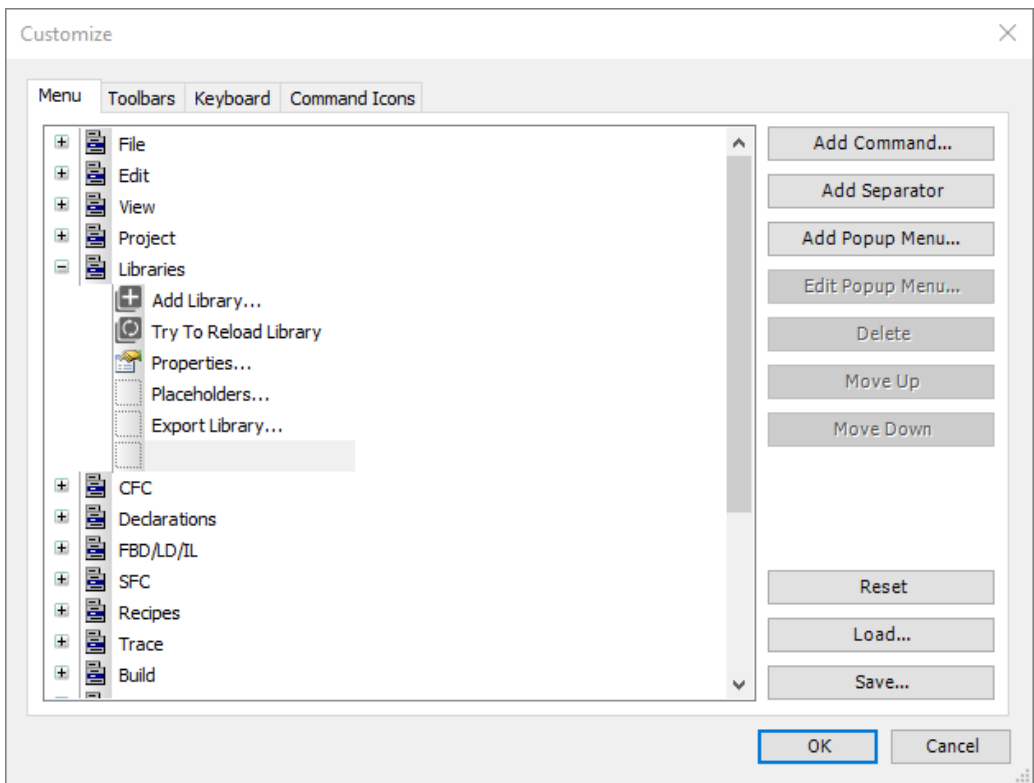 Customize
Menu Toolbars Keyboard Command Icons
File
Edit
View
Project
Libraries
Add Library...
Try To Reload Library
Properties...
Placeholders...
Export Library...
CFC
Declarations
FBD/LD/IL
SFC
Recipes
Trace
Build
Add Command...
Add Separator
Add Popup Menu...
Edit Popup Menu...
Delete
Move Up
Move Down
Reset
Load...
Save...
OK Cancel